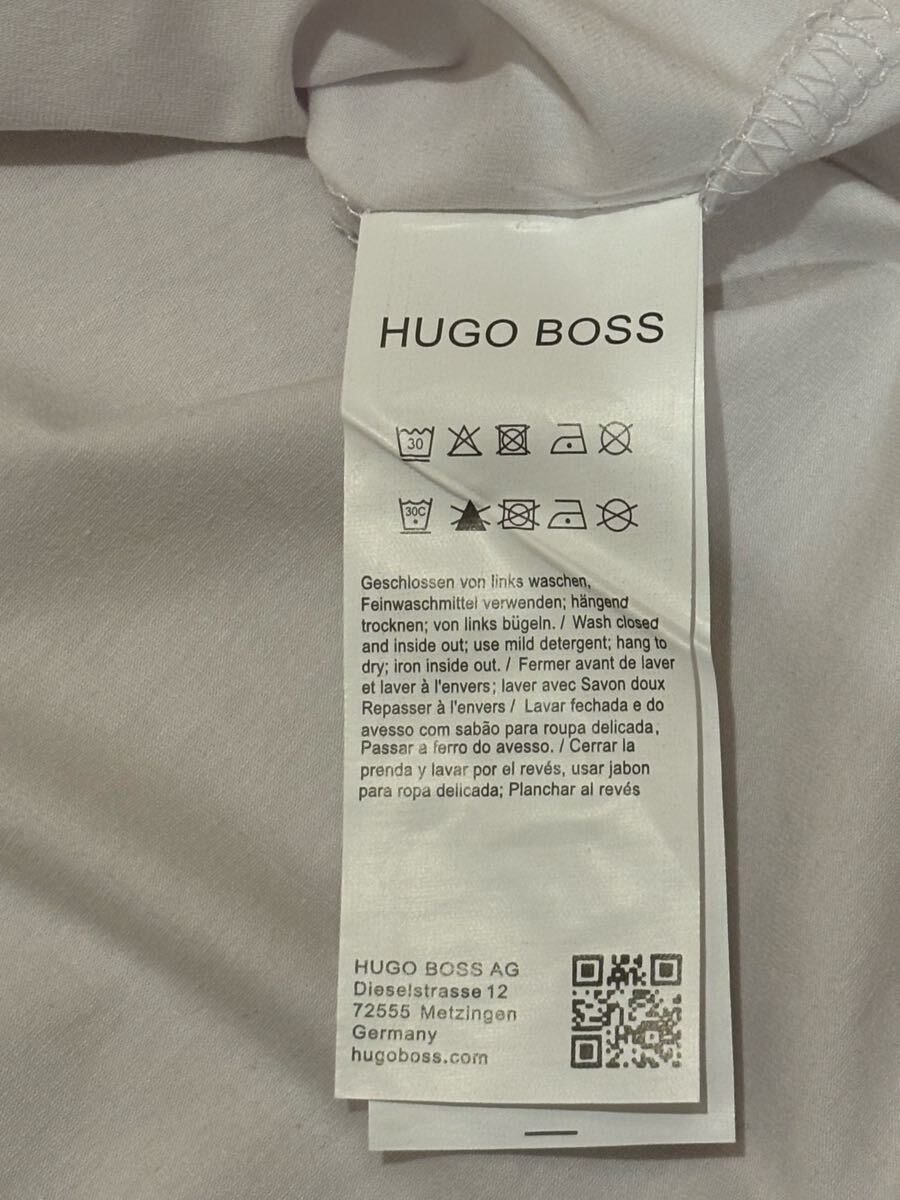 HUGO BOSS
30
30C
Geschlossen von links waschen,
Feinwaschmittel verwenden; hängend
trocknen; von links bügeln. / Wash closed
and inside out; use mild detergent; hang to
dry; iron inside out. / Fermer avant de laver
et laver à l'envers; laver avec Savon doux
Repasser à l'envers / Lavar fechada e do
avesso com sabão para roupa delicada,
Passar a ferro do avesso. / Cerrar la
prenda y lavar por el revés, usar jabon
para ropa delicada; Planchar al revés
HUGO BOSS AG
Dieselstrasse 12
72555 Metzingen
Germany
hugoboss.com